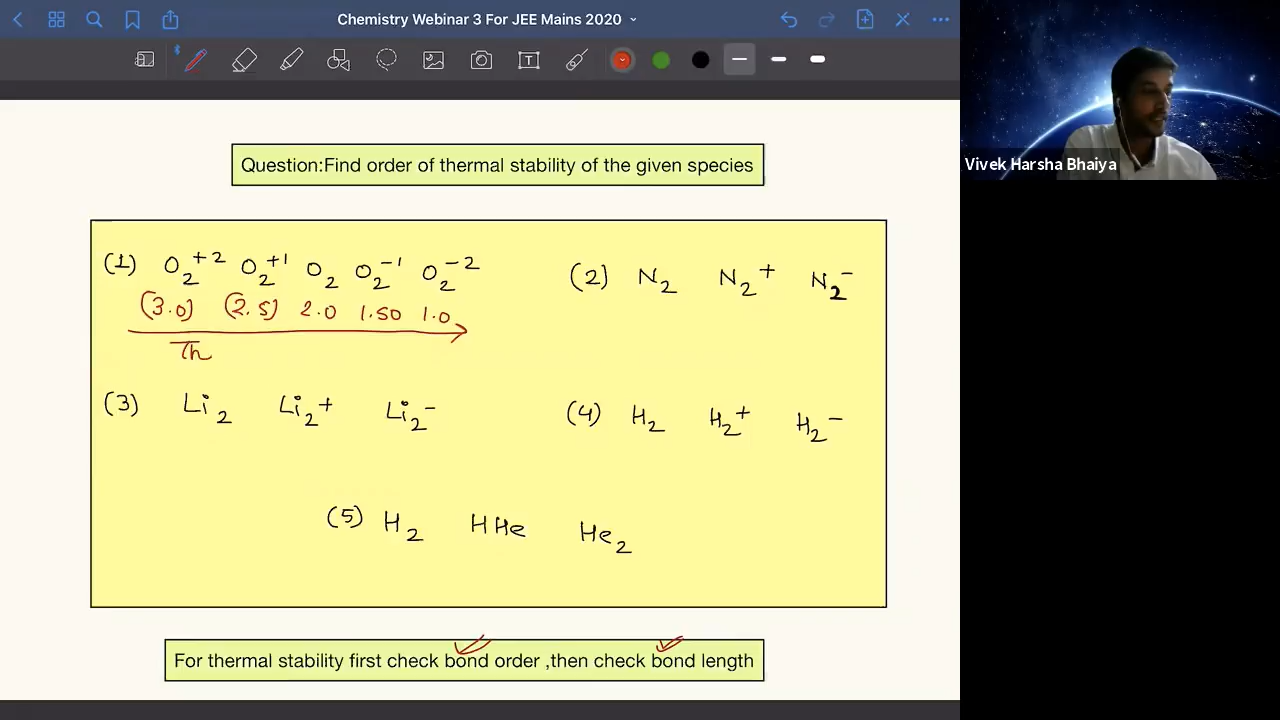 Chemistry Webinar 3 For JEE Mains 2020
Vivek Harsha Bhaiya
Question:Find order of thermal stability of the given species
(1) O₂⁺² O₂⁺¹ O₂ O₂⁻¹ O₂⁻²
(3.0) (2.5) 2.0 1.50 1.0
Th
(2) N₂ N₂⁺ N₂⁻
(3) Li₂ Li₂⁺ Li₂⁻
(4) H₂ H₂⁺ H₂⁻
(5) H₂ HHe He₂
For thermal stability first check bond order ,then check bond length